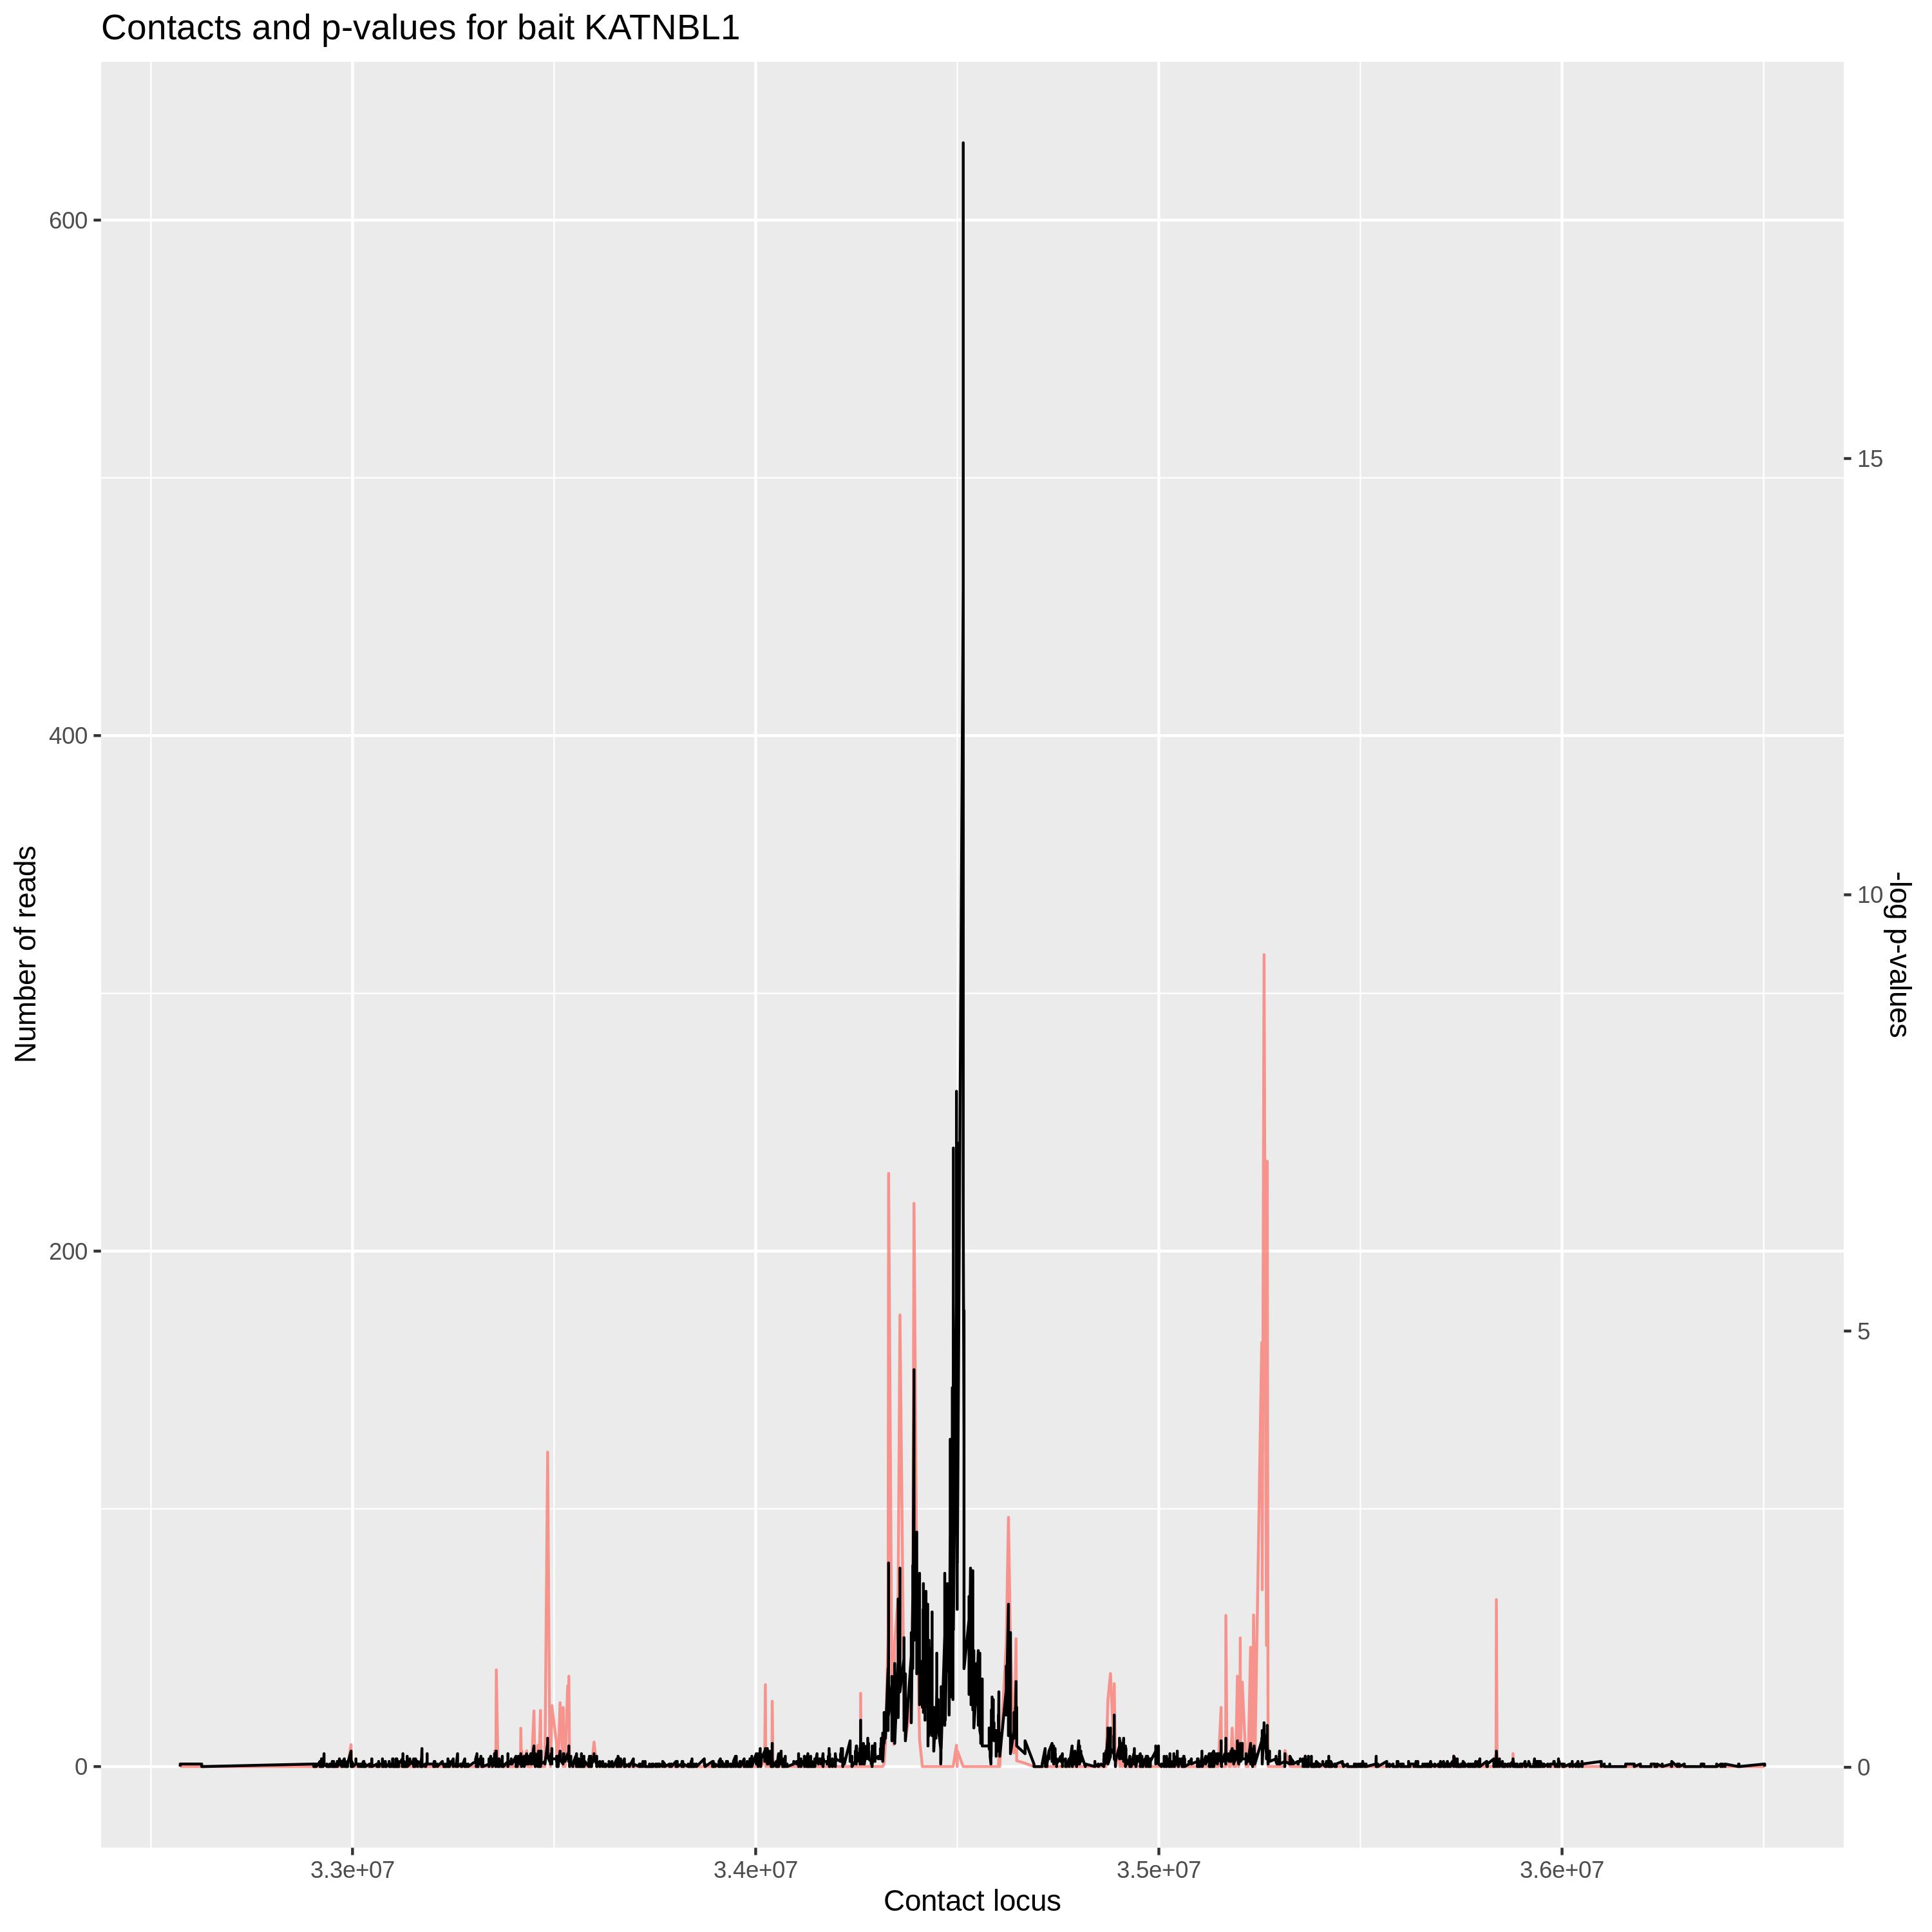 Contacts and p-values for bait KATNBL1
600
400
200
0
15
10
5
0
Number of reads
-log p-values
3.3e+07
3.4e+07
3.5e+07
3.6e+07
Contact locus